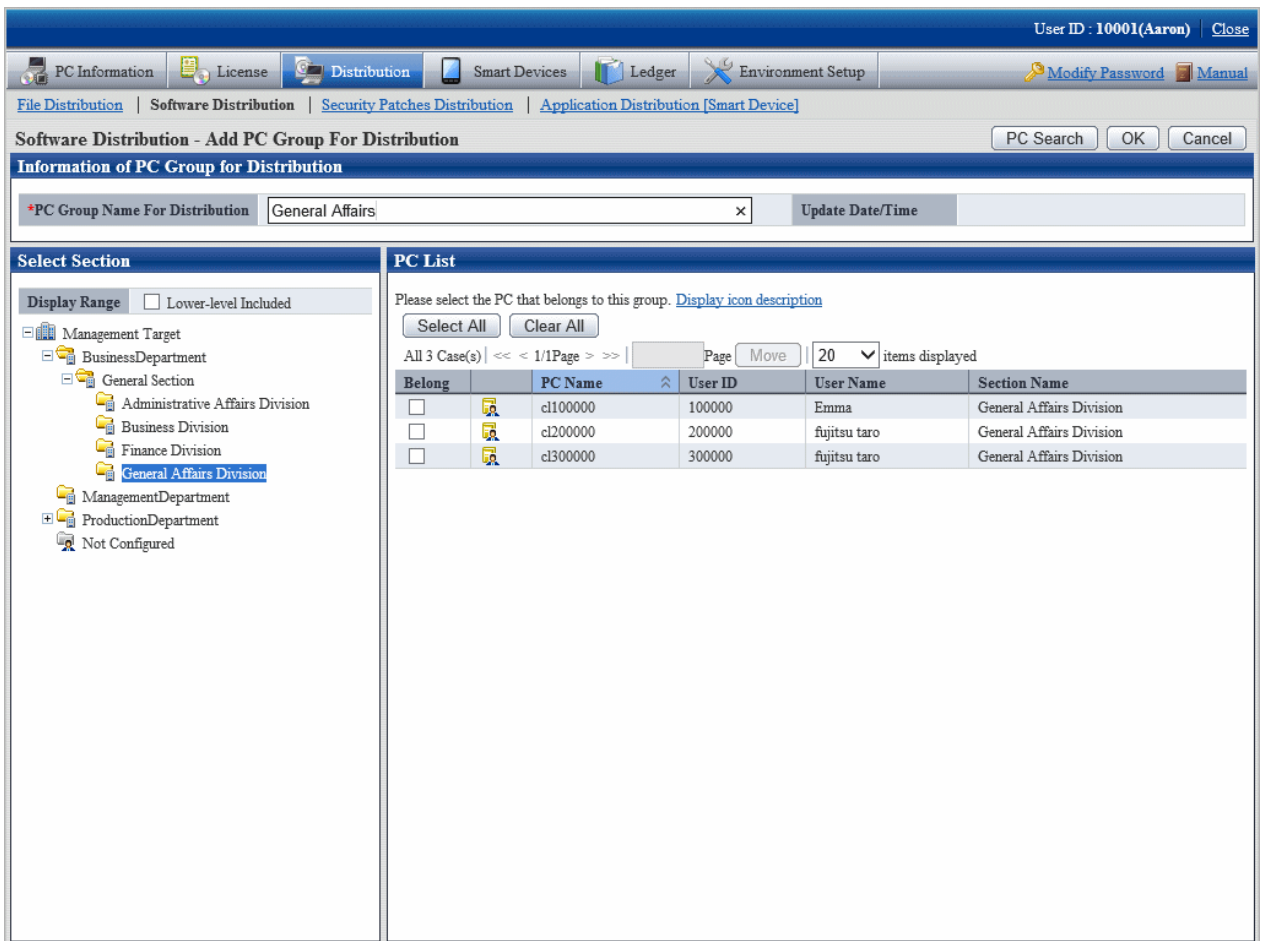 User ID : 10001(Aaron) Close
PC Information License Distribution Smart Devices Ledger Environment Setup Modify Password Manual
File Distribution | Software Distribution | Security Patches Distribution | Application Distribution [Smart Device]
Software Distribution - Add PC Group For Distribution PC Search OK Cancel
Information of PC Group for Distribution
*PC Group Name For Distribution General Affairs × Update Date/Time
Select Section
Display Range Lower-level Included
Management Target
BusinessDepartment
General Section
Administrative Affairs Division
Business Division
Finance Division
General Affairs Division
ManagementDepartment
ProductionDepartment
Not Configured
PC List
Please select the PC that belongs to this group. Display icon description
Select All Clear All
All 3 Case(s) | << < 1/1Page > >> | Page Move | 20 items displayed
Belong PC Name User ID User Name Section Name
cl100000 100000 Emma General Affairs Division
cl200000 200000 fujitsu taro General Affairs Division
cl300000 300000 fujitsu taro General Affairs Division